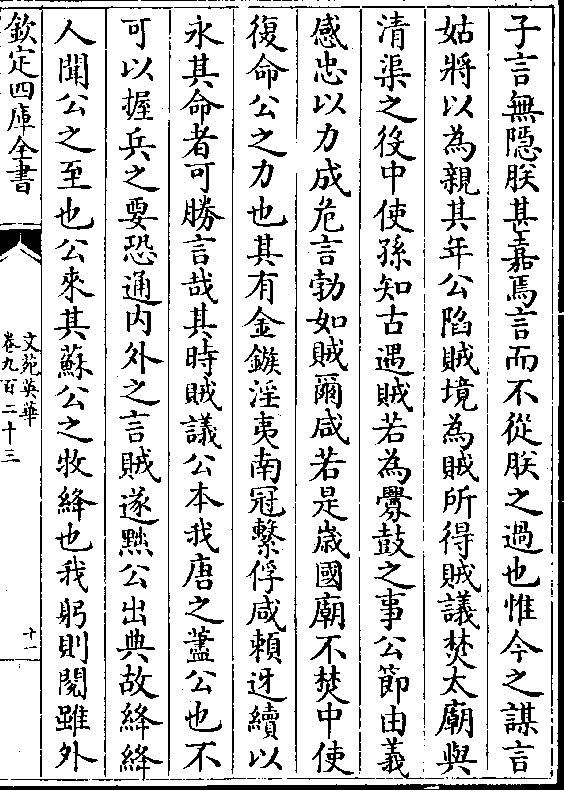 子言無隱朕甚嘉焉言而不從朕之過也惟今之謀言
姑將以為親其年公陷賊境為賊所得賊議焚太廟與
清渠之役中使孫知古遇賊若為釁鼓之事公節由義
感忠以力成危言勃如賊爾咸若是歲國廟不焚中使
復命公之力也其有金鏃淫夷南冠繫俘咸頼迓續以
永其命者可勝言哉其時賊議公本我唐之藎公也不
可以握兵之要恐通内外之言賊遂黜公出典故絳絳
人聞公之至也公來其蘇公之牧絳也我躬則閱雖外
欽定四庫全書
文苑英華
卷九百二十三
十一